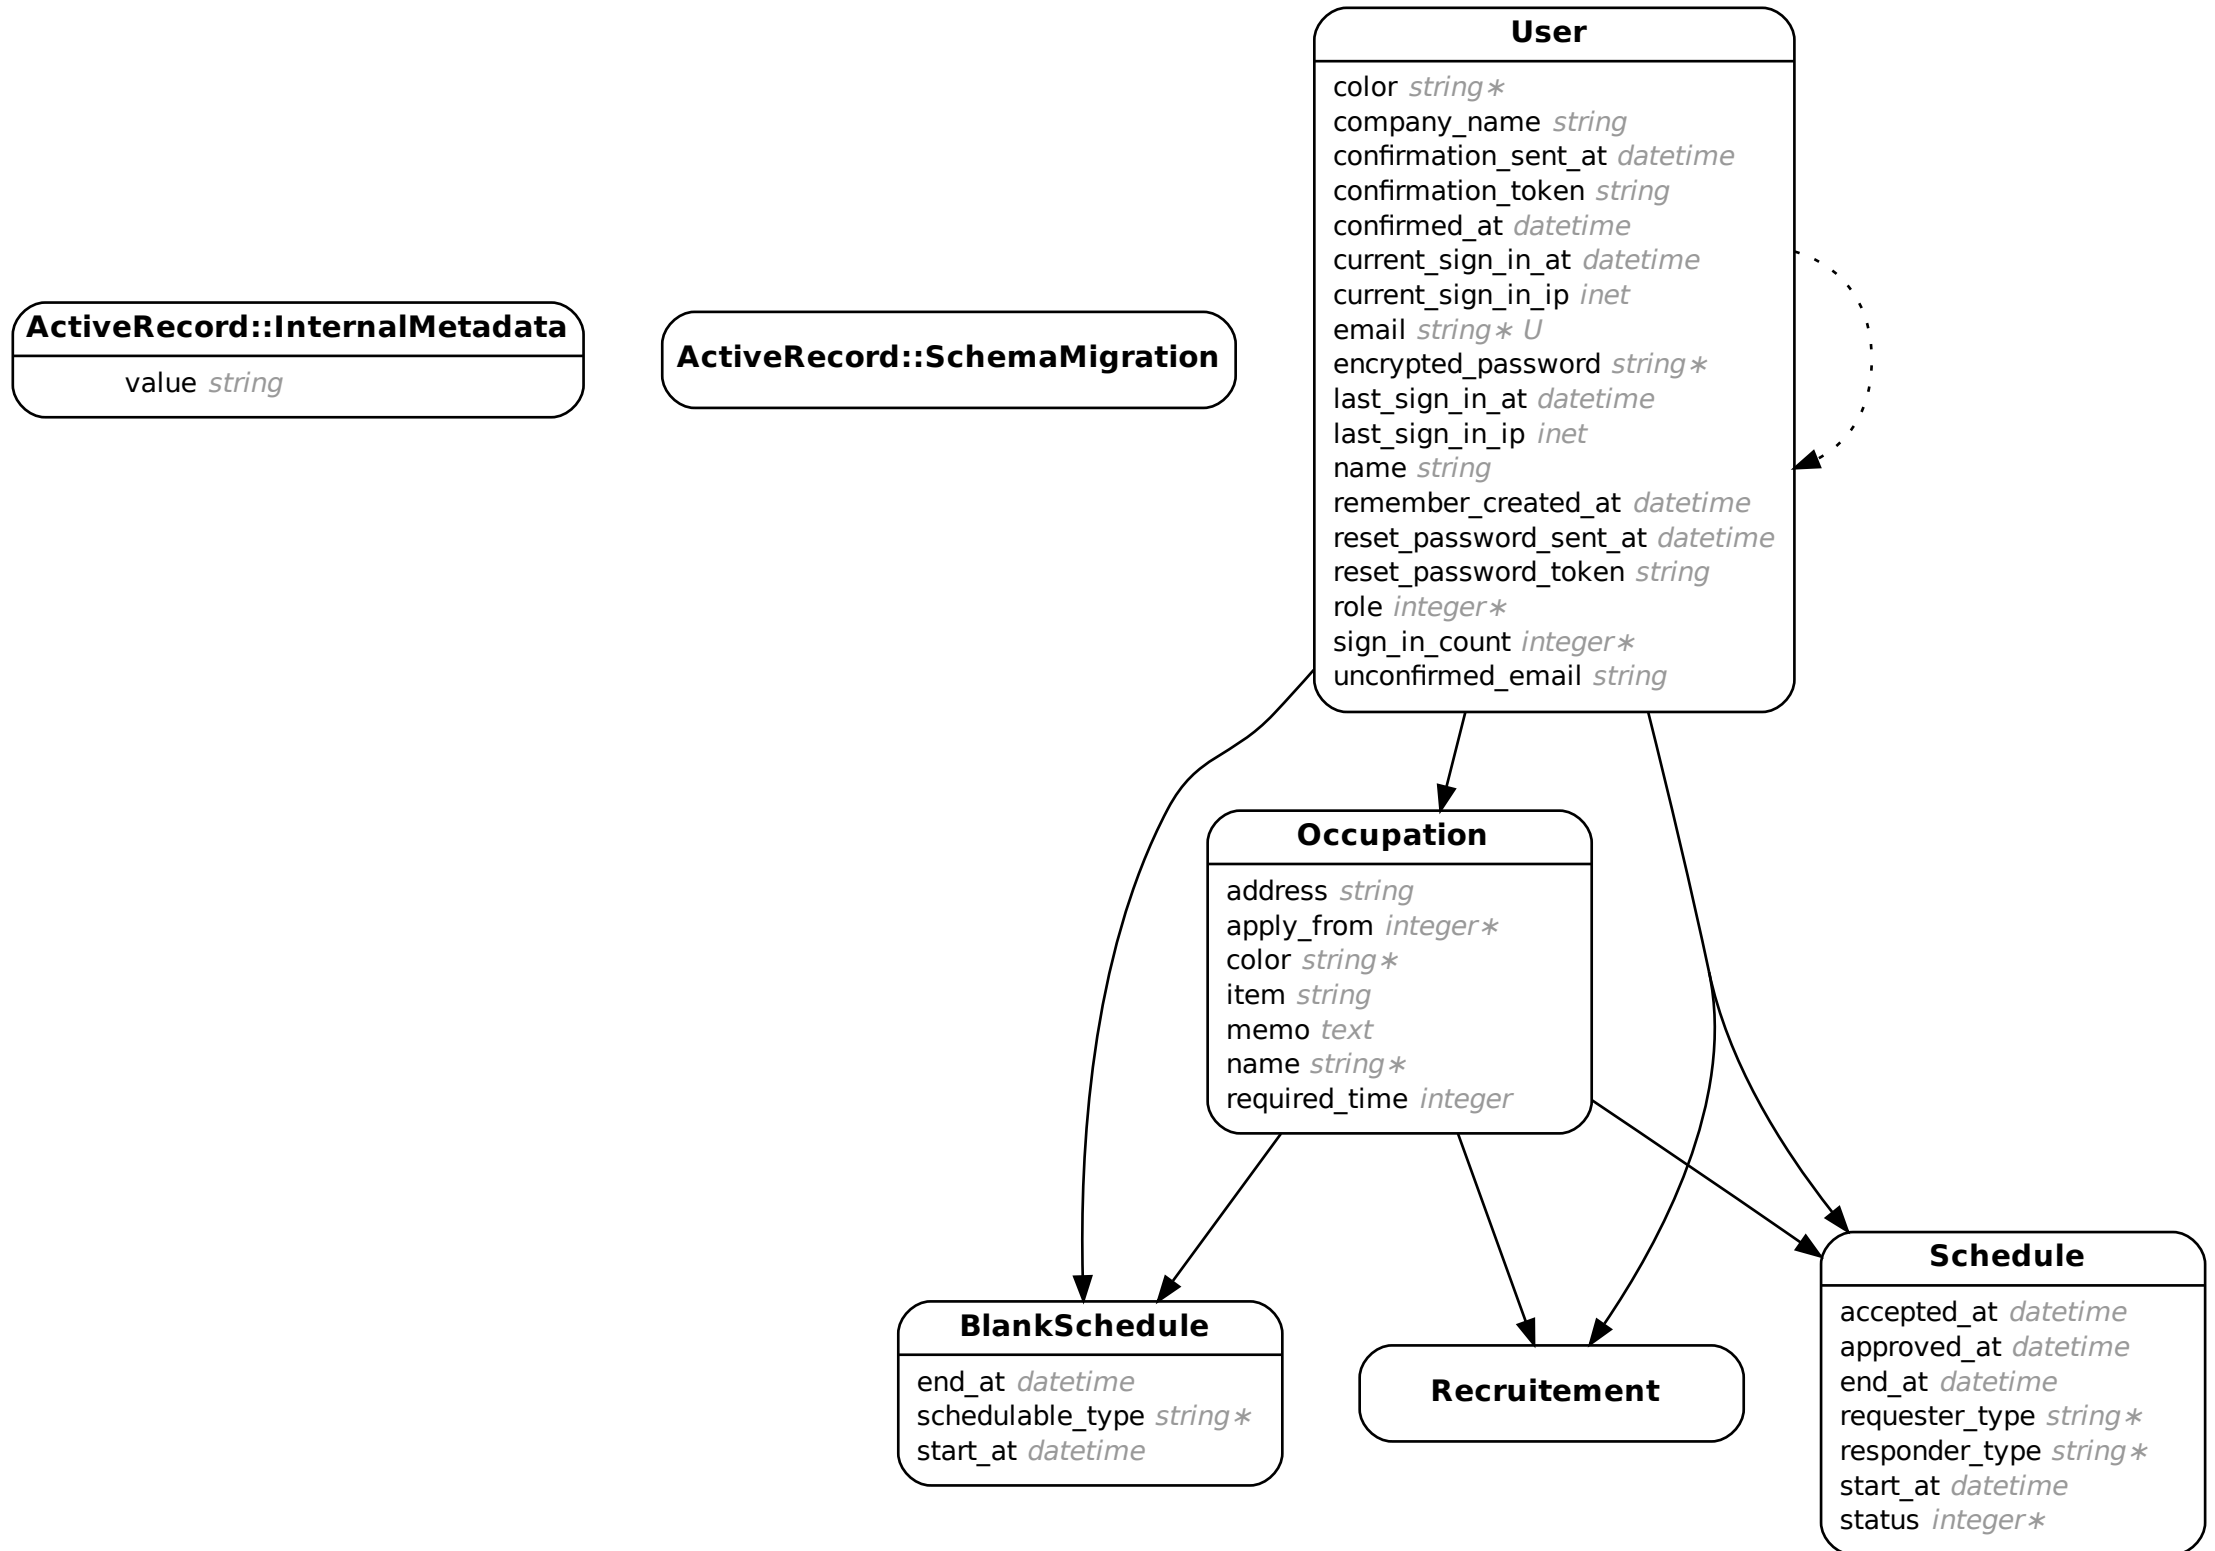 User
color string∗
company_name string
confirmation_sent_at datetime
confirmation_token string
confirmed_at datetime
current_sign_in_at datetime
current_sign_in_ip inet
email string∗ U
encrypted_password string∗
last_sign_in_at datetime
last_sign_in_ip inet
name string
remember_created_at datetime
reset_password_sent_at datetime
reset_password_token string
role integer∗
sign_in_count integer∗
unconfirmed_email string
ActiveRecord::InternalMetadata
value string
ActiveRecord::SchemaMigration
Occupation
address string
apply_from integer∗
color string∗
item string
memo text
name string∗
required_time integer
BlankSchedule
end_at datetime
schedulable_type string∗
start_at datetime
Recruitement
Schedule
accepted_at datetime
approved_at datetime
end_at datetime
requester_type string∗
responder_type string∗
start_at datetime
status integer∗